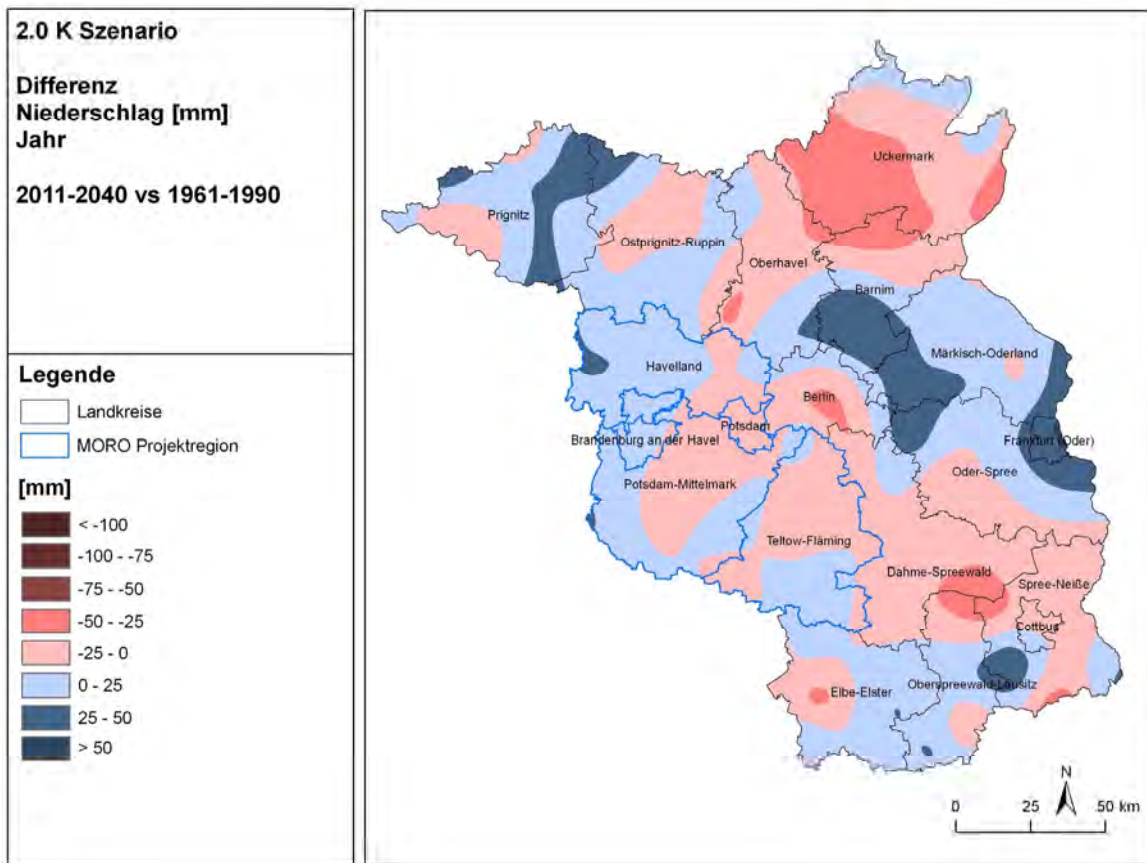 2.0 K Szenario
Differenz
Niederschlag [mm]
Jahr
2011-2040 vs 1961-1990
Legende
Landkreise
MORO Projektregion
[mm]
< -100
-100 - -75
-75 - -50
-50 - -25
-25 - 0
0 - 25
25 - 50
> 50
Uckermark
Prignitz
Ostprignitz-Ruppin
Oberhavel
Barnim
Märkisch-Oderland
Havelland
Berlin
Potsdam
Brandenburg an der Havel
Frankfurt (Oder)
Oder-Spree
Potsdam-Mittelmark
Teltow-Fläming
Dahme-Spreewald
Spree-Neiße
Cottbus
Elbe-Elster
Oberspreewald-Lausitz
N
0 25 50 km